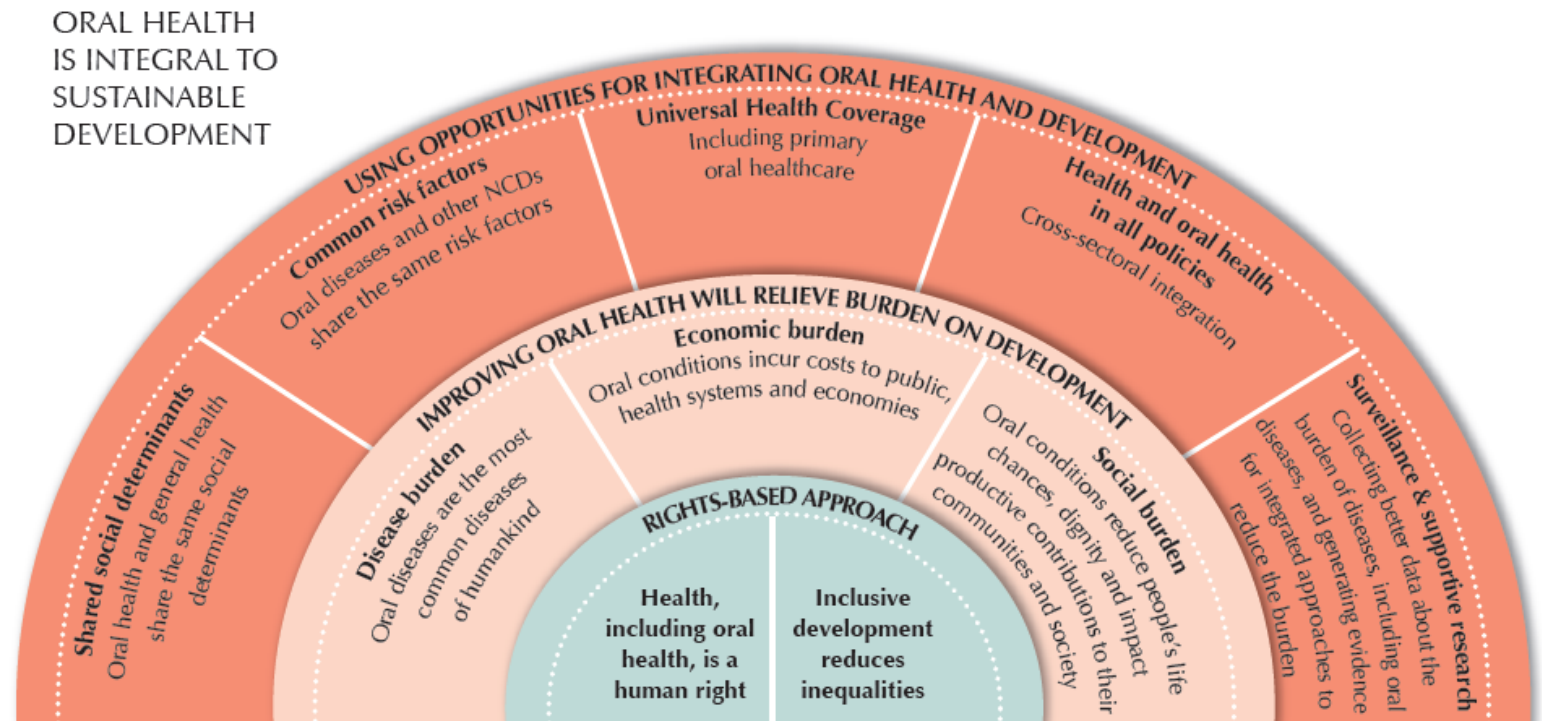 ORAL HEALTH
IS INTEGRAL TO
SUSTAINABLE
DEVELOPMENT
USING OPPORTUNITIES FOR INTEGRATING ORAL HEALTH AND DEVELOPMENT
Shared social determinants
Oral health and general health
share the same social
determinants
Common risk factors
Oral diseases and other NCDs
share the same risk factors
Universal Health Coverage
Including primary
oral healthcare
Health and oral health
in all policies
Cross-sectoral integration
Surveillance & supportive research
Collecting better data about the
burden of diseases, including oral
diseases, and generating evidence
for integrated approaches to
reduce the burden
IMPROVING ORAL HEALTH WILL RELIEVE BURDEN ON DEVELOPMENT
Disease burden
Oral diseases are the most
common diseases
of humankind
Economic burden
Oral conditions incur costs to public,
health systems and economies
Social burden
Oral conditions reduce people's life
chances, dignity and impact
productive contributions to their
communities and society
RIGHTS-BASED APPROACH
Health,
including oral
health, is a
human right
Inclusive
development
reduces
inequalities